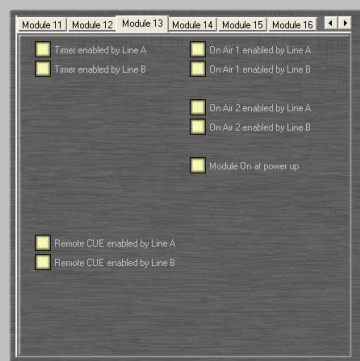 Module 11 Module 12 Module 13 Module 14 Module 15 Module 16
Timer enabled by Line A
Timer enabled by Line B
On Air 1 enabled by Line A
On Air 1 enabled by Line B
On Air 2 enabled by Line A
On Air 2 enabled by Line B
Module On at power up
Remote CUE enabled by Line A
Remote CUE enabled by Line B